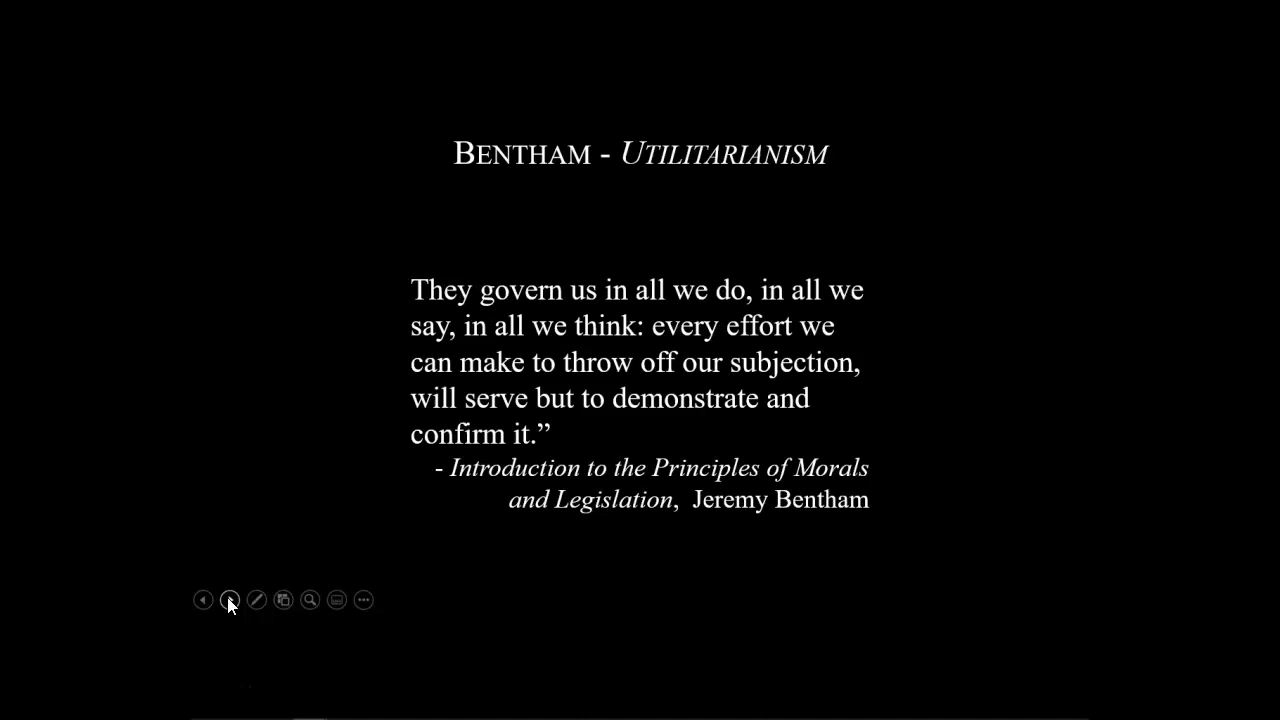 BENTHAM - UTILITARIANISM
They govern us in all we do, in all we
say, in all we think: every effort we
can make to throw off our subjection,
will serve but to demonstrate and
confirm it.”
- Introduction to the Principles of Morals
and Legislation, Jeremy Bentham